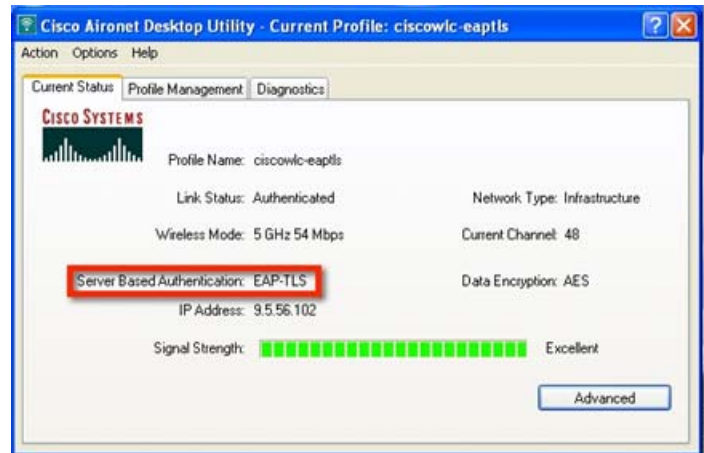 Cisco Aironet Desktop Utility - Current Profile: ciscowlc-eaptls
Action Options Help
Current Status Profile Management Diagnostics
CISCO SYSTEMS
Profile Name: ciscowlc-eaptls
Link Status: Authenticated Network Type: Infrastructure
Wireless Mode: 5 GHz 54 Mbps Current Channel: 48
Server Based Authentication: EAP-TLS Data Encryption: AES
IP Address: 9.5.56.102
Signal Strength: Excellent
Advanced